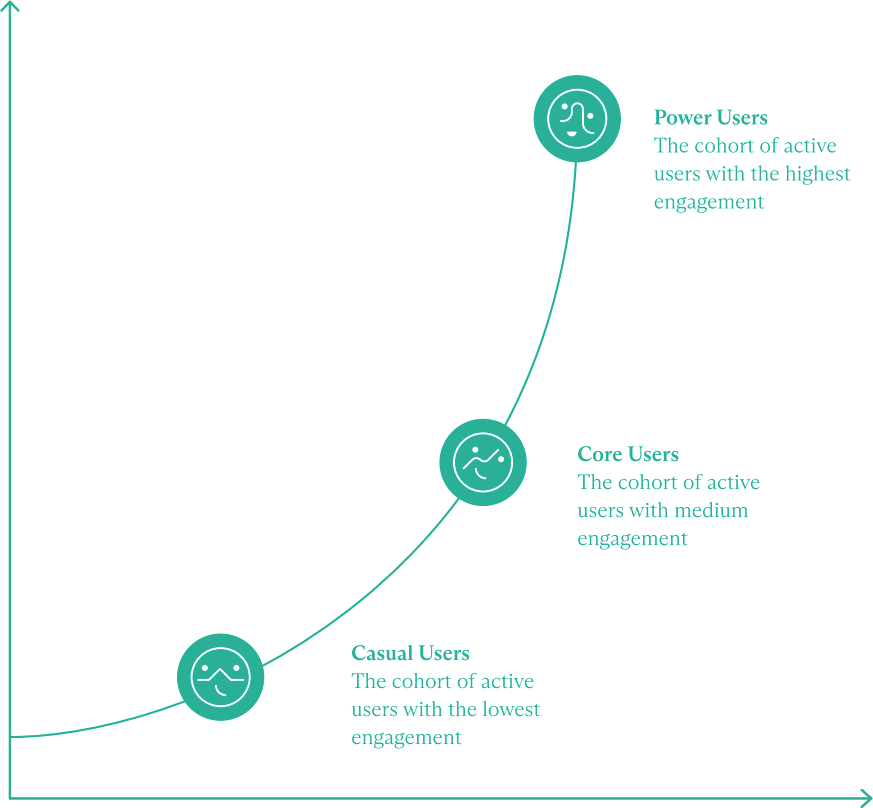 Power Users
The cohort of active
users with the highest
engagement
Core Users
The cohort of active
users with medium
engagement
Casual Users
The cohort of active
users with the lowest
engagement